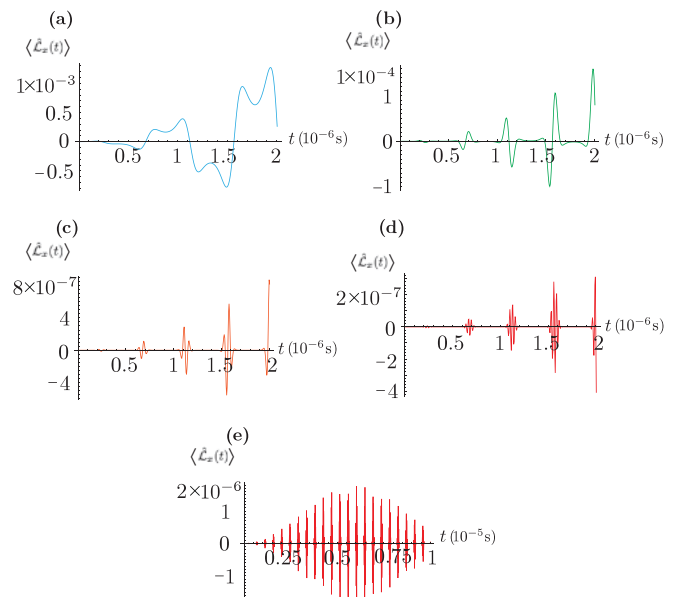 (a)
⟨ℒ̂ₓ(t)⟩
1×10⁻³
0.5
0
−0.5
0.5 1 1.5 2
t (10⁻⁶s)
(b)
⟨ℒ̂ₓ(t)⟩
1×10⁻⁴
1
0
−1
0.5 1 1.5 2
t (10⁻⁶s)
(c)
⟨ℒ̂ₓ(t)⟩
8×10⁻⁷
4
0
−4
0.5 1 1.5 2
t (10⁻⁶s)
(d)
⟨ℒ̂ₓ(t)⟩
2×10⁻⁷
0
−2
−4
0.5 1 1.5 2
t (10⁻⁶s)
(e)
⟨ℒ̂ₓ(t)⟩
2×10⁻⁶
1
0
−1
0.25 0.5 0.75 1
t (10⁻⁵s)